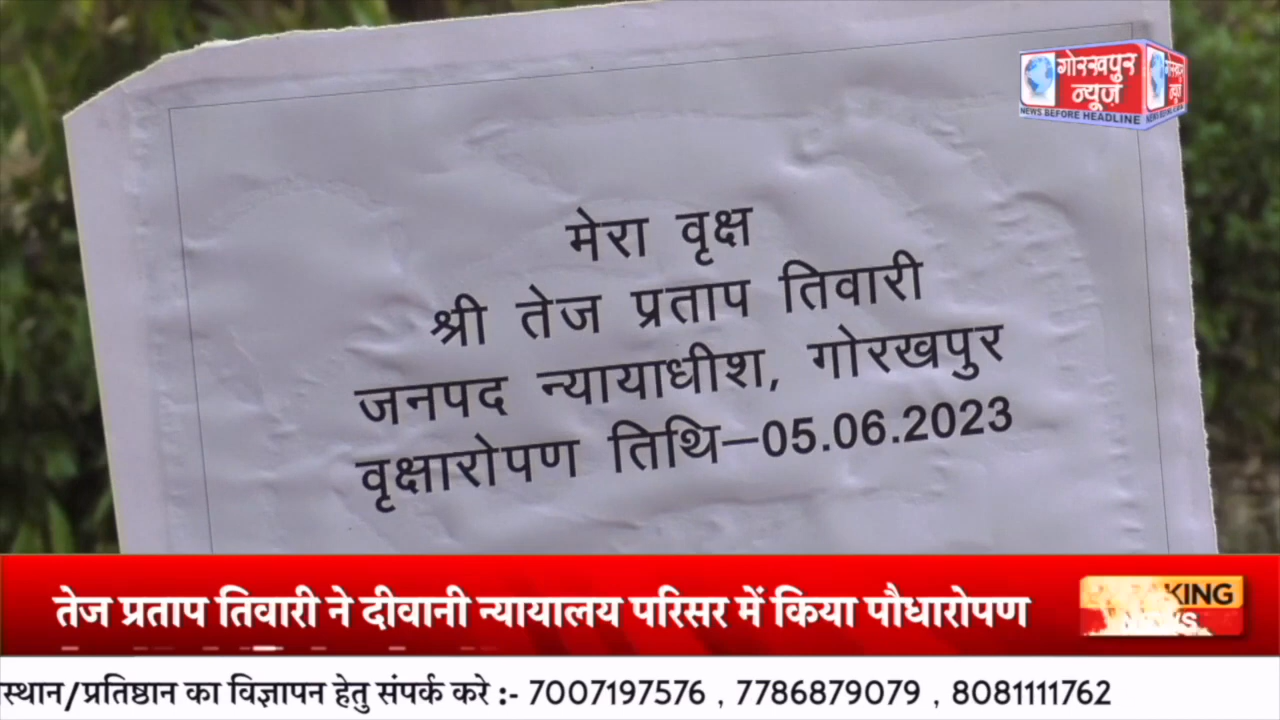 गोरखपुर
न्यूज़
NEWS BEFORE HEADLINE
मेरा वृक्ष
श्री तेज प्रताप तिवारी
जनपद न्यायाधीश, गोरखपुर
वृक्षारोपण तिथि–05.06.2023
तेज प्रताप तिवारी ने दीवानी न्यायालय परिसर में किया पौधारोपण
KING
NEWS
स्थान/प्रतिष्ठान का विज्ञापन हेतु संपर्क करे :- 7007197576 , 7786879079 , 8081111762